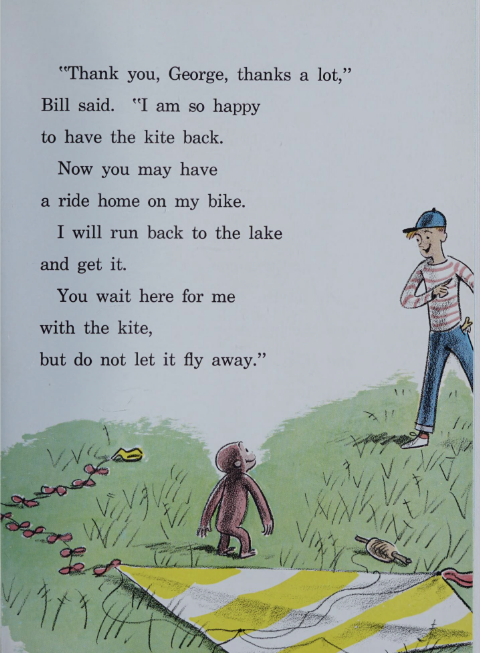 "Thank you, George, thanks a lot,"
Bill said. "I am so happy
to have the kite back.
Now you may have
a ride home on my bike.
I will run back to the lake
and get it.
You wait here for me
with the kite,
but do not let it fly away."